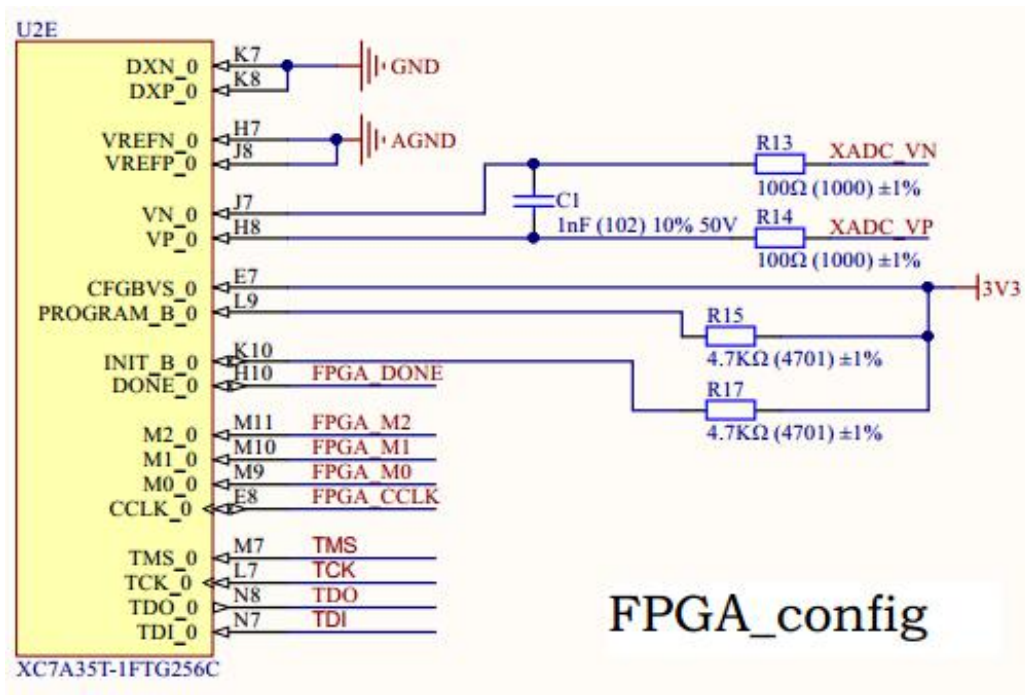 U2E
DXN_0 K7 GND
DXP_0 K8
VREFN_0 H7 AGND
VREFP_0 J8
R13 XADC_VN
100Ω (1000) ±1%
VN_0 J7 C1
1nF (102) 10% 50V
R14 XADC_VP
VP_0 H8
100Ω (1000) ±1%
CFGBVS_0 E7 3V3
PROGRAM_B_0 L9
R15
4.7KΩ (4701) ±1%
INIT_B_0 K10
DONE_0 H10 FPGA_DONE
R17
4.7KΩ (4701) ±1%
M2_0 M11 FPGA_M2
M1_0 M10 FPGA_M1
M0_0 M9 FPGA_M0
CCLK_0 E8 FPGA_CCLK
TMS_0 M7 TMS
TCK_0 L7 TCK
TDO_0 N8 TDO
TDI_0 N7 TDI
FPGA_config
XC7A35T-1FTG256C